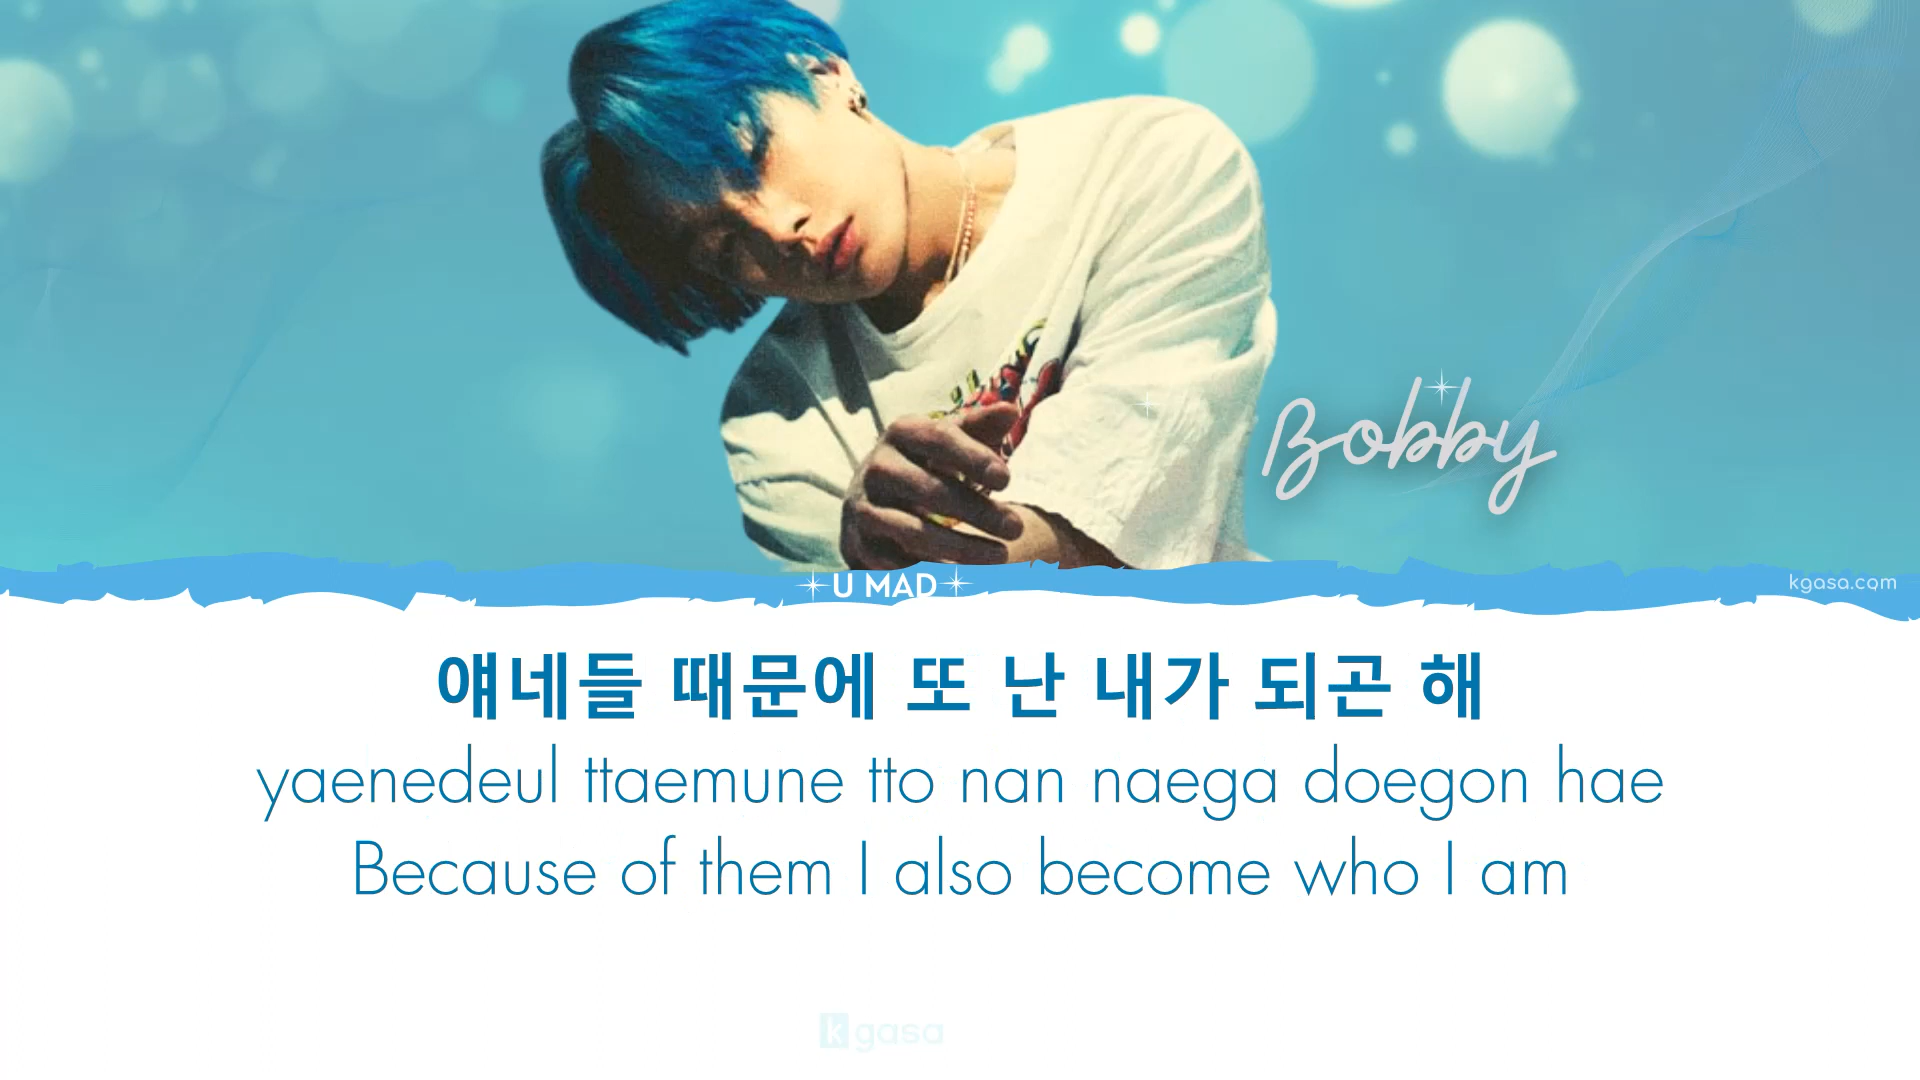 Bobby
U MAD
kgasa.com
얘네들 때문에 또 난 내가 되곤 해
yaenedeul ttaemune tto nan naega doegon hae
Because of them I also become who I am
k gasa